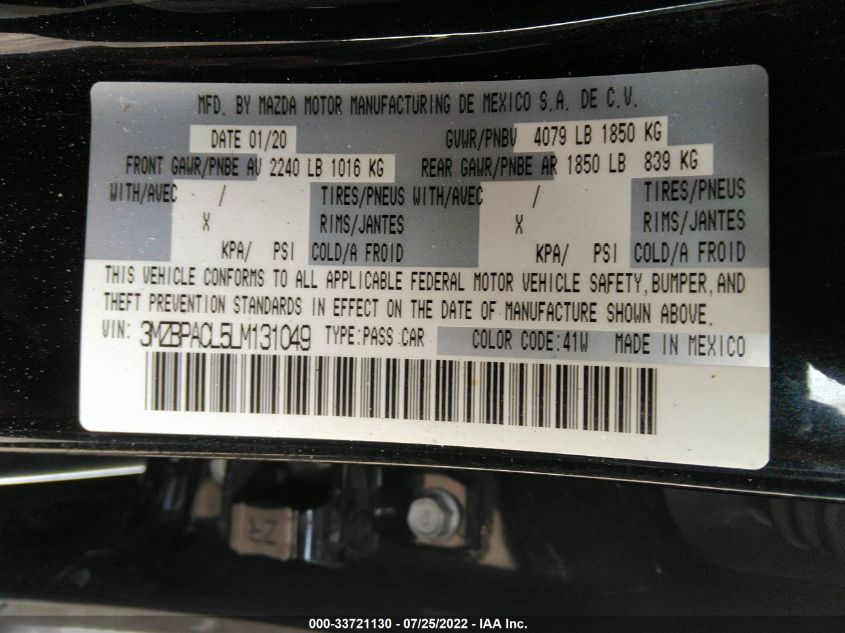 MFD. BY MAZDA MOTOR MANUFACTURING DE MEXICO S.A. DE C.V.
DATE 01/20 GVWR/PNBV 4079 LB 1850 KG
FRONT GAWR/PNBE AV 2240 LB 1016 KG REAR GAWR/PNBE AR 1850 LB 839 KG
WITH/AVEC / TIRES/PNEUS WITH/AVEC / TIRES/PNEUS
X RIMS/JANTES X RIMS/JANTES
KPA/ PSI COLD/A FROID KPA/ PSI COLD/A FROID
THIS VEHICLE CONFORMS TO ALL APPLICABLE FEDERAL MOTOR VEHICLE SAFETY, BUMPER, AND
THEFT PREVENTION STANDARDS IN EFFECT ON THE DATE OF MANUFACTURE SHOWN ABOVE.
VIN: 3MZBPACL5LM131049 TYPE:PASS CAR COLOR CODE:41W MADE IN MEXICO
ZR
000-33721130 - 07/25/2022 - IAA Inc.